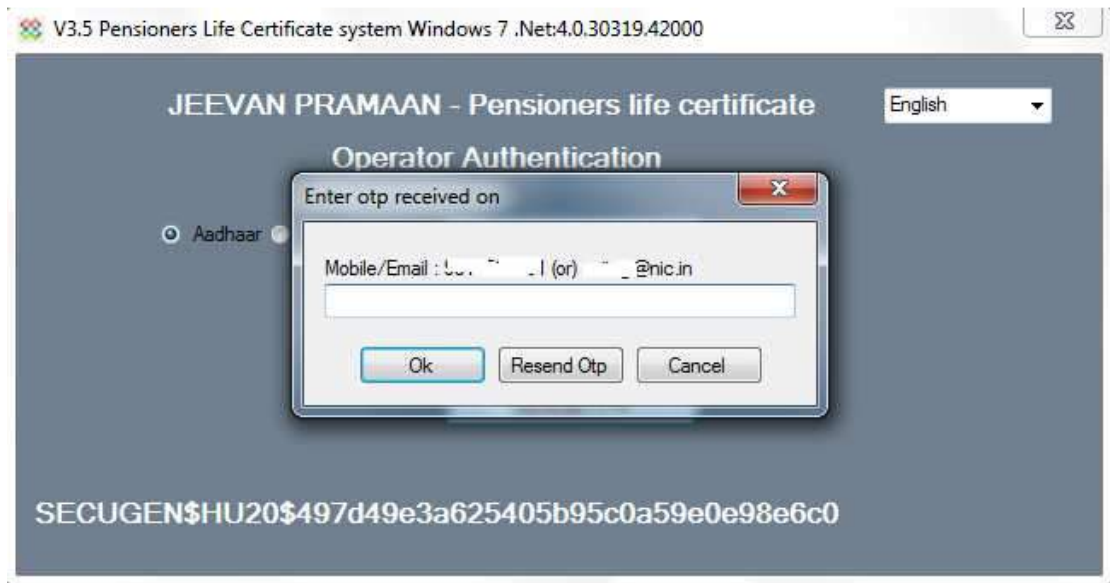 V3.5 Pensioners Life Certificate system Windows 7 .Net:4.0.30319.42000
JEEVAN PRAMAAN - Pensioners life certificate
English
Operator Authentication
Enter otp received on
Aadhaar
Mobile/Email : (or) @nic.in
Ok Resend Otp Cancel
SECUGEN$HU20$497d49e3a625405b95c0a59e0e98e6c0